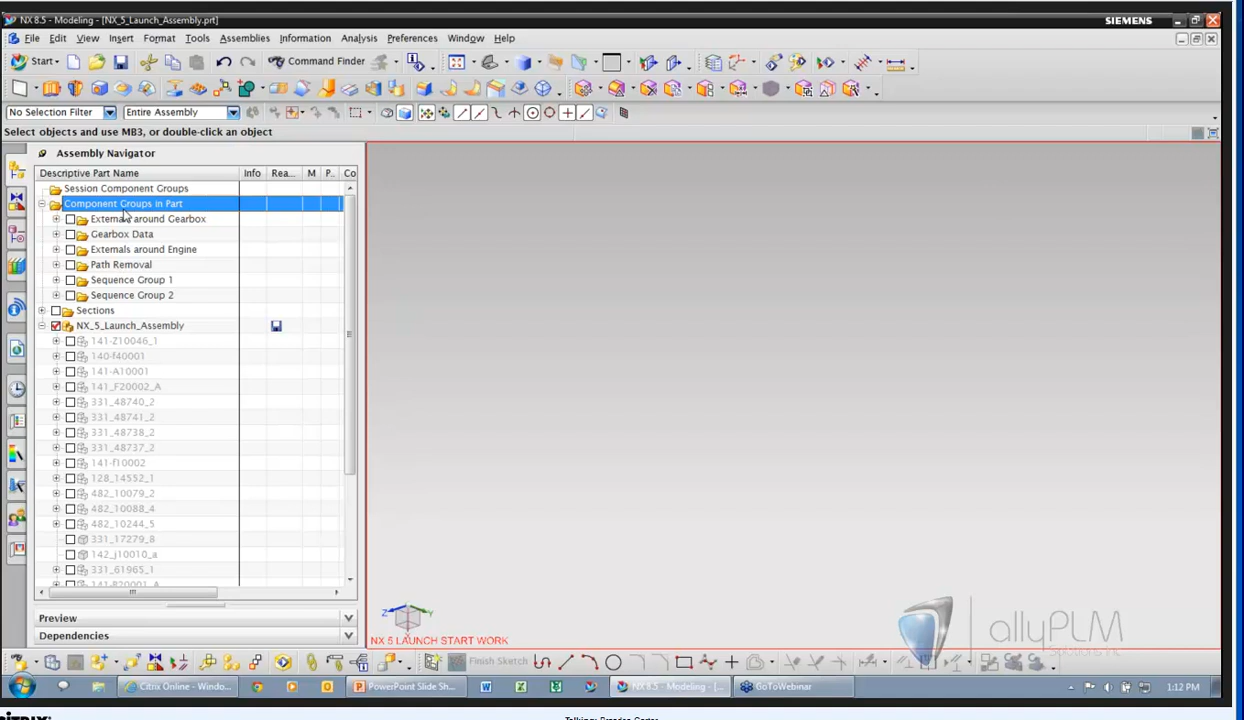 NX 8.5 - Modeling - [NX_5_Launch_Assembly.prt]
SIEMENS
File Edit View Insert Format Tools Assemblies Information Analysis Preferences Window Help
Start Command Finder
No Selection Filter Entire Assembly
Select objects and use MB3, or double-click an object
Assembly Navigator
Descriptive Part Name Info Rea... M P.. Co
Session Component Groups
Component Groups in Part
Externals around Gearbox
Gearbox Data
Externals around Engine
Path Removal
Sequence Group 1
Sequence Group 2
Sections
NX_5_Launch_Assembly
141-Z10046_1
140-f40001
141-A10001
141_F20002_A
331_48740_2
331_48741_2
331_48738_2
331_48737_2
141-f10002
128_14552_1
482_10079_2
482_10088_4
482_10244_5
331_17279_8
142_j10010_a
331_61965_1
141-R20001_A
Preview
Dependencies
Z Y
X
NX 5 LAUNCH START WORK
allyPLM
Solutions Inc.
Finish Sketch
Citrix Online - Windo... PowerPoint Slide Sh... NX 8.5 - Modeling - [... GoToWebinar 1:12 PM
CITRIX